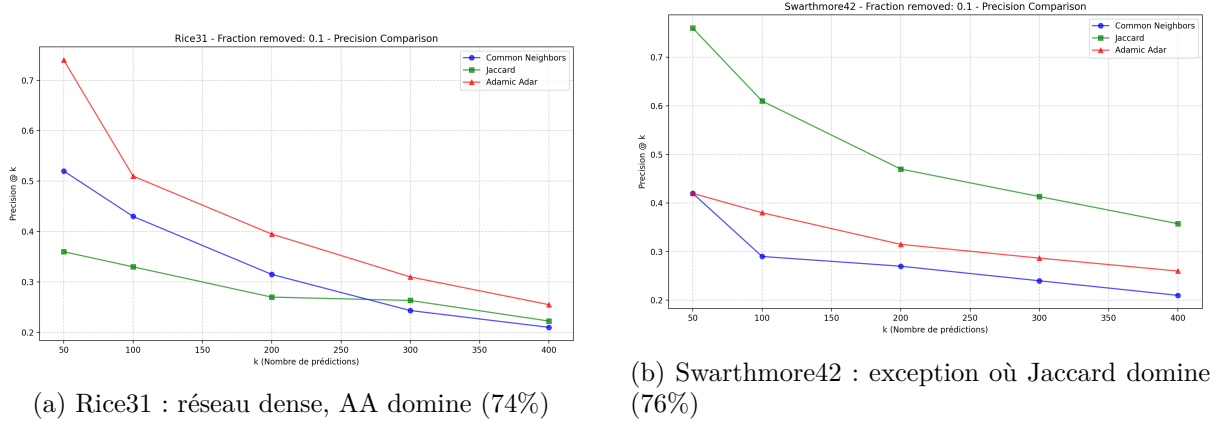 Rice31 - Fraction removed: 0.1 - Precision Comparison
Common Neighbors
Jaccard
Adamic Adar
Precision @ k
0.7
0.6
0.5
0.4
0.3
0.2
50
100
150
200
250
300
350
400
k (Nombre de prédictions)
(a) Rice31 : réseau dense, AA domine (74%)
Swarthmore42 - Fraction removed: 0.1 - Precision Comparison
Common Neighbors
Jaccard
Adamic Adar
Precision @ k
0.7
0.6
0.5
0.4
0.3
0.2
50
100
150
200
250
300
350
400
k (Nombre de prédictions)
(b) Swarthmore42 : exception où Jaccard domine
(76%)